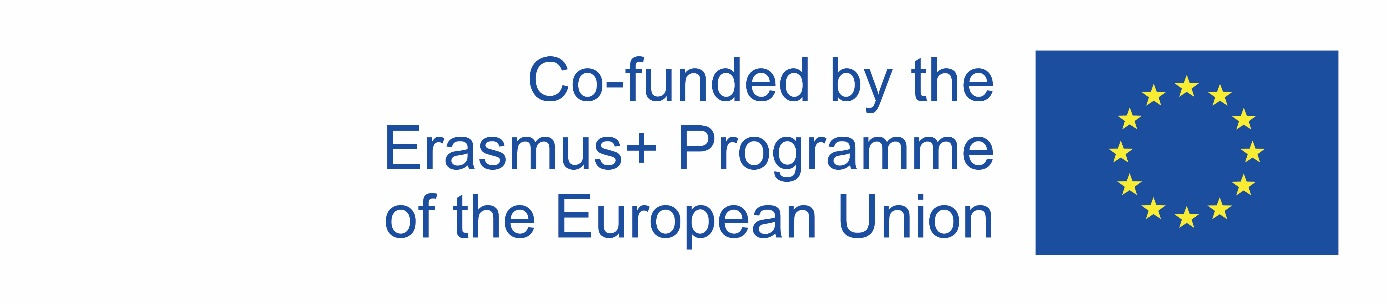 Co-funded by the
Erasmus+ Programme
of the European Union